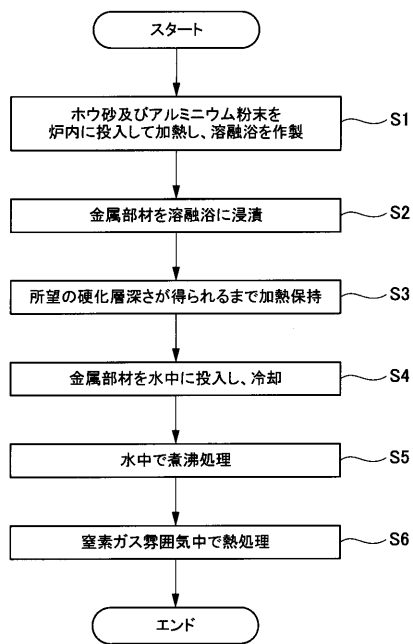 スタート
ホウ砂及びアルミニウム粉末を
炉内に投入して加熱し、溶融浴を作製
S1
金属部材を溶融浴に浸漬
S2
所望の硬化層深さが得られるまで加熱保持
S3
金属部材を水中に投入し、冷却
S4
水中で煮沸処理
S5
窒素ガス雰囲気中で熱処理
S6
エンド